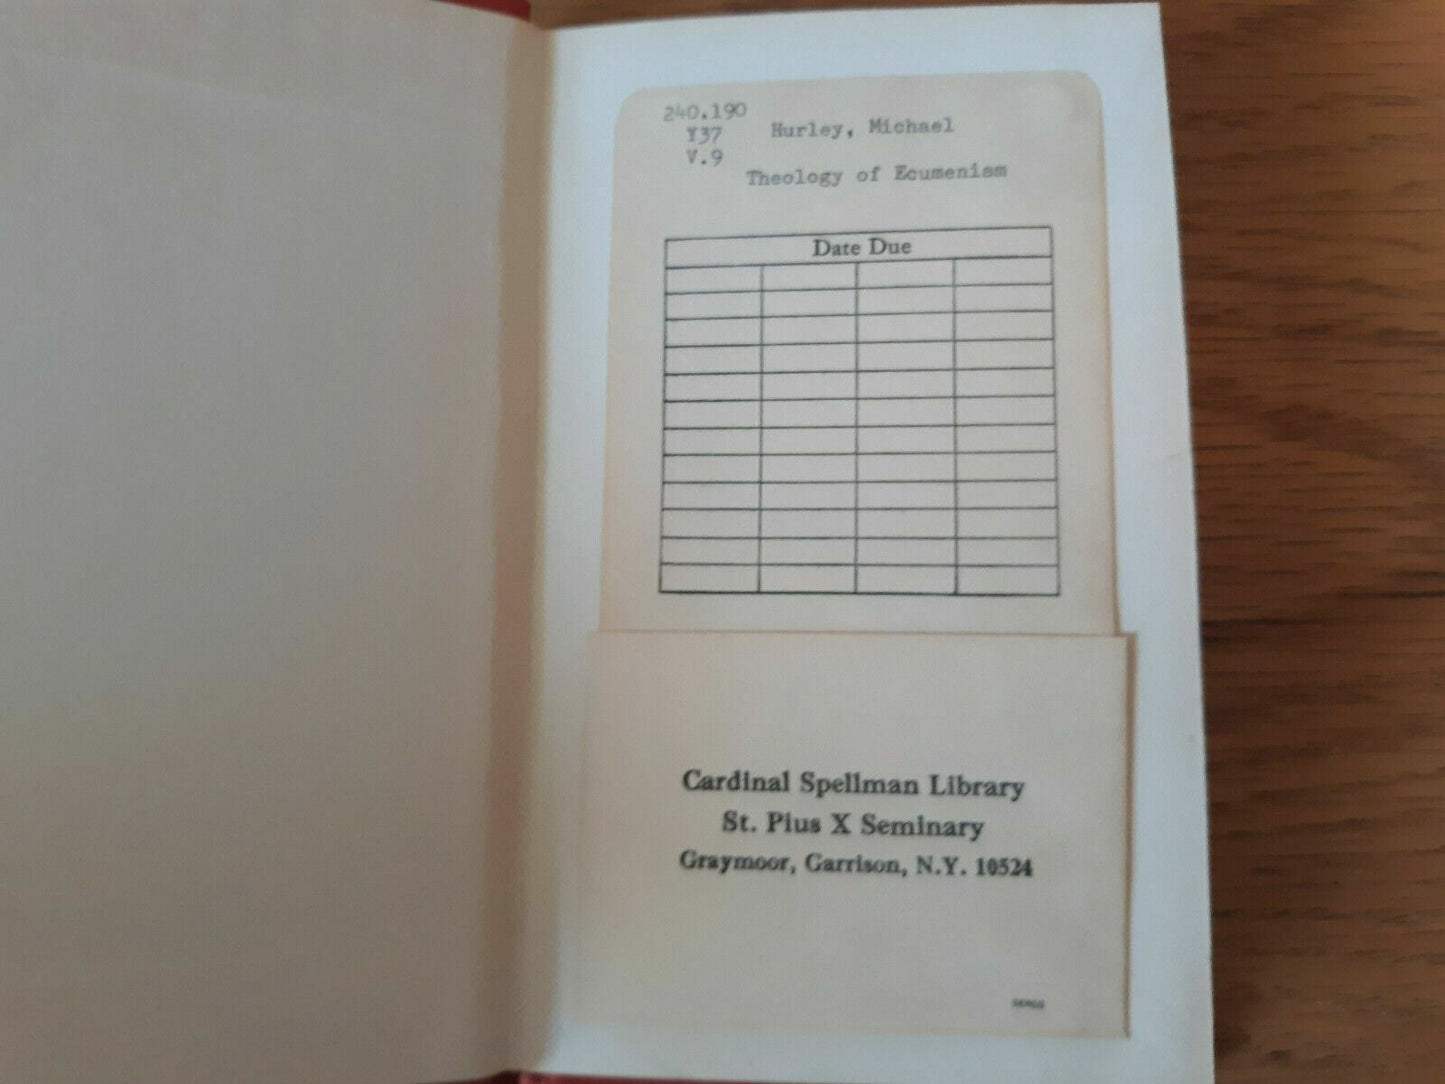 240.190
Y37 Hurley, Michael
V.9
Theology of Ecumenism
Date Due
Cardinal Spellman Library
St. Pius X Seminary
Graymoor, Garrison, N.Y. 10524